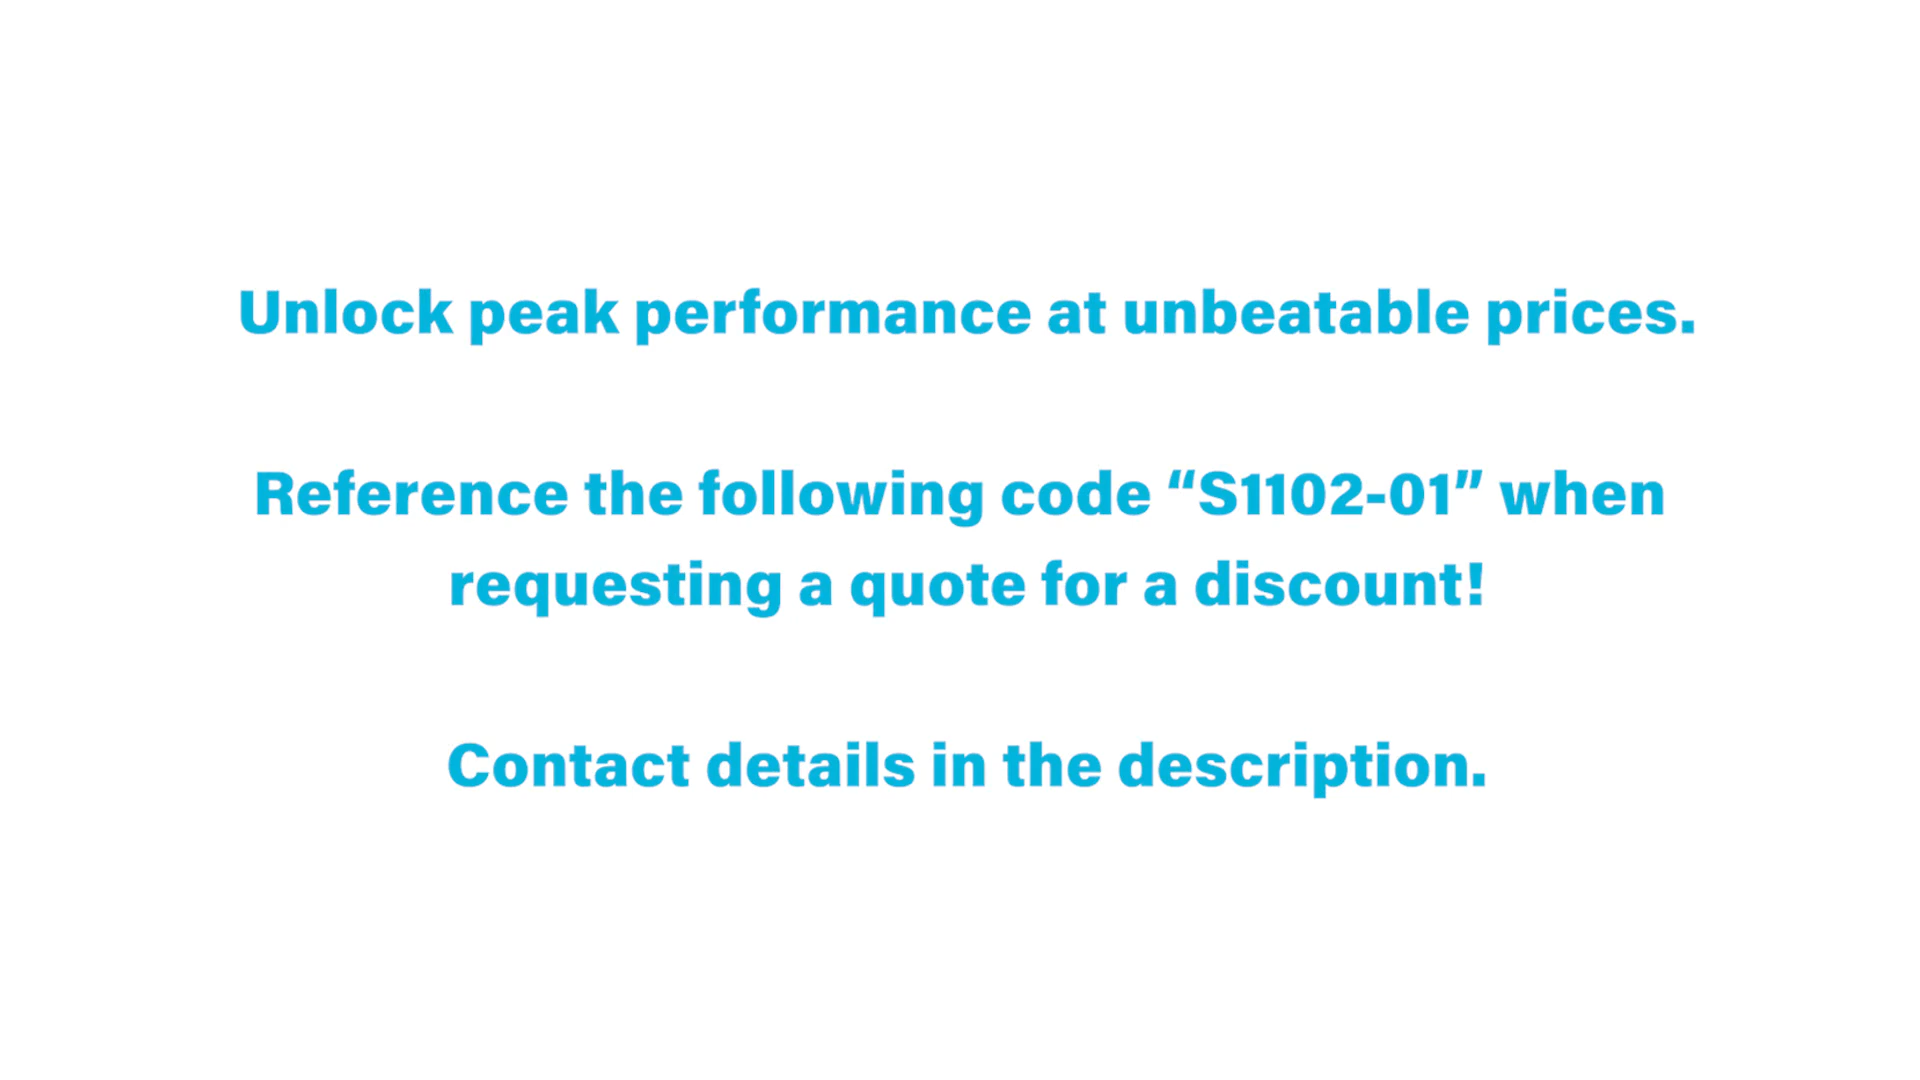 Unlock peak performance at unbeatable prices.
Reference the following code “S1102-01” when
requesting a quote for a discount!
Contact details in the description.